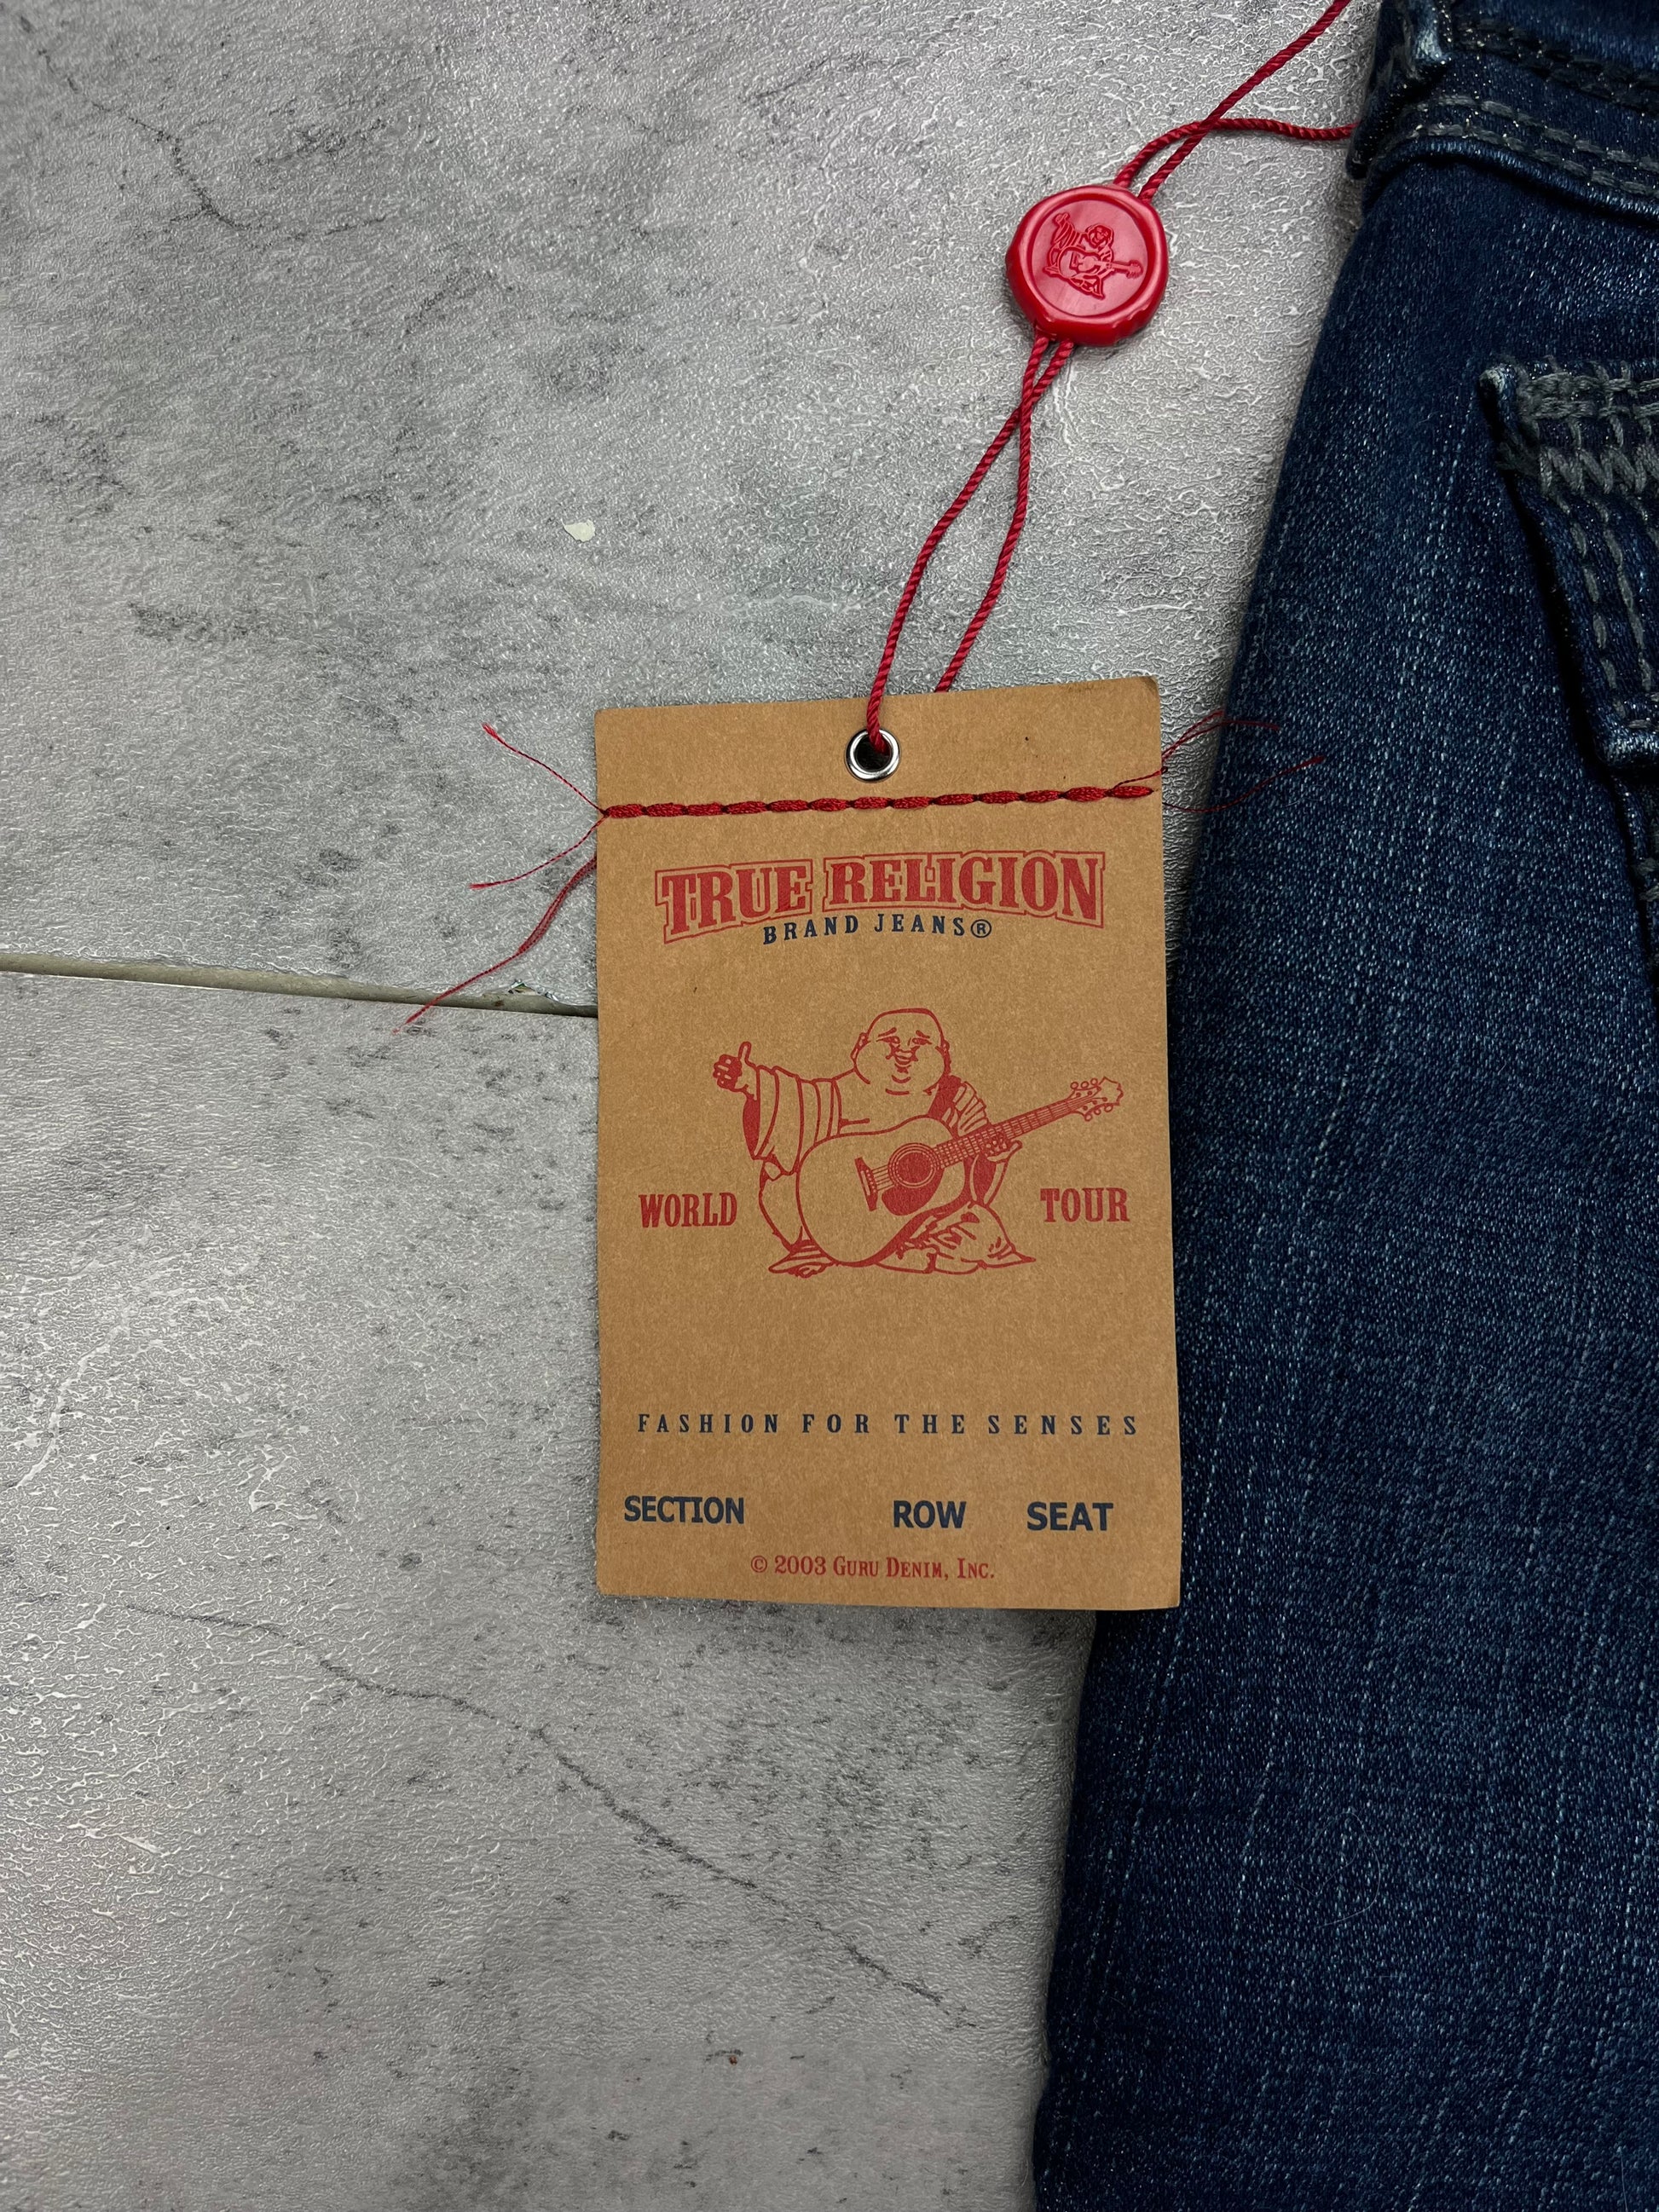 TRUE RELIGION
BRAND JEANS®
WORLD TOUR
FASHION FOR THE SENSES
SECTION ROW SEAT
© 2003 GURU DENIM, INC.